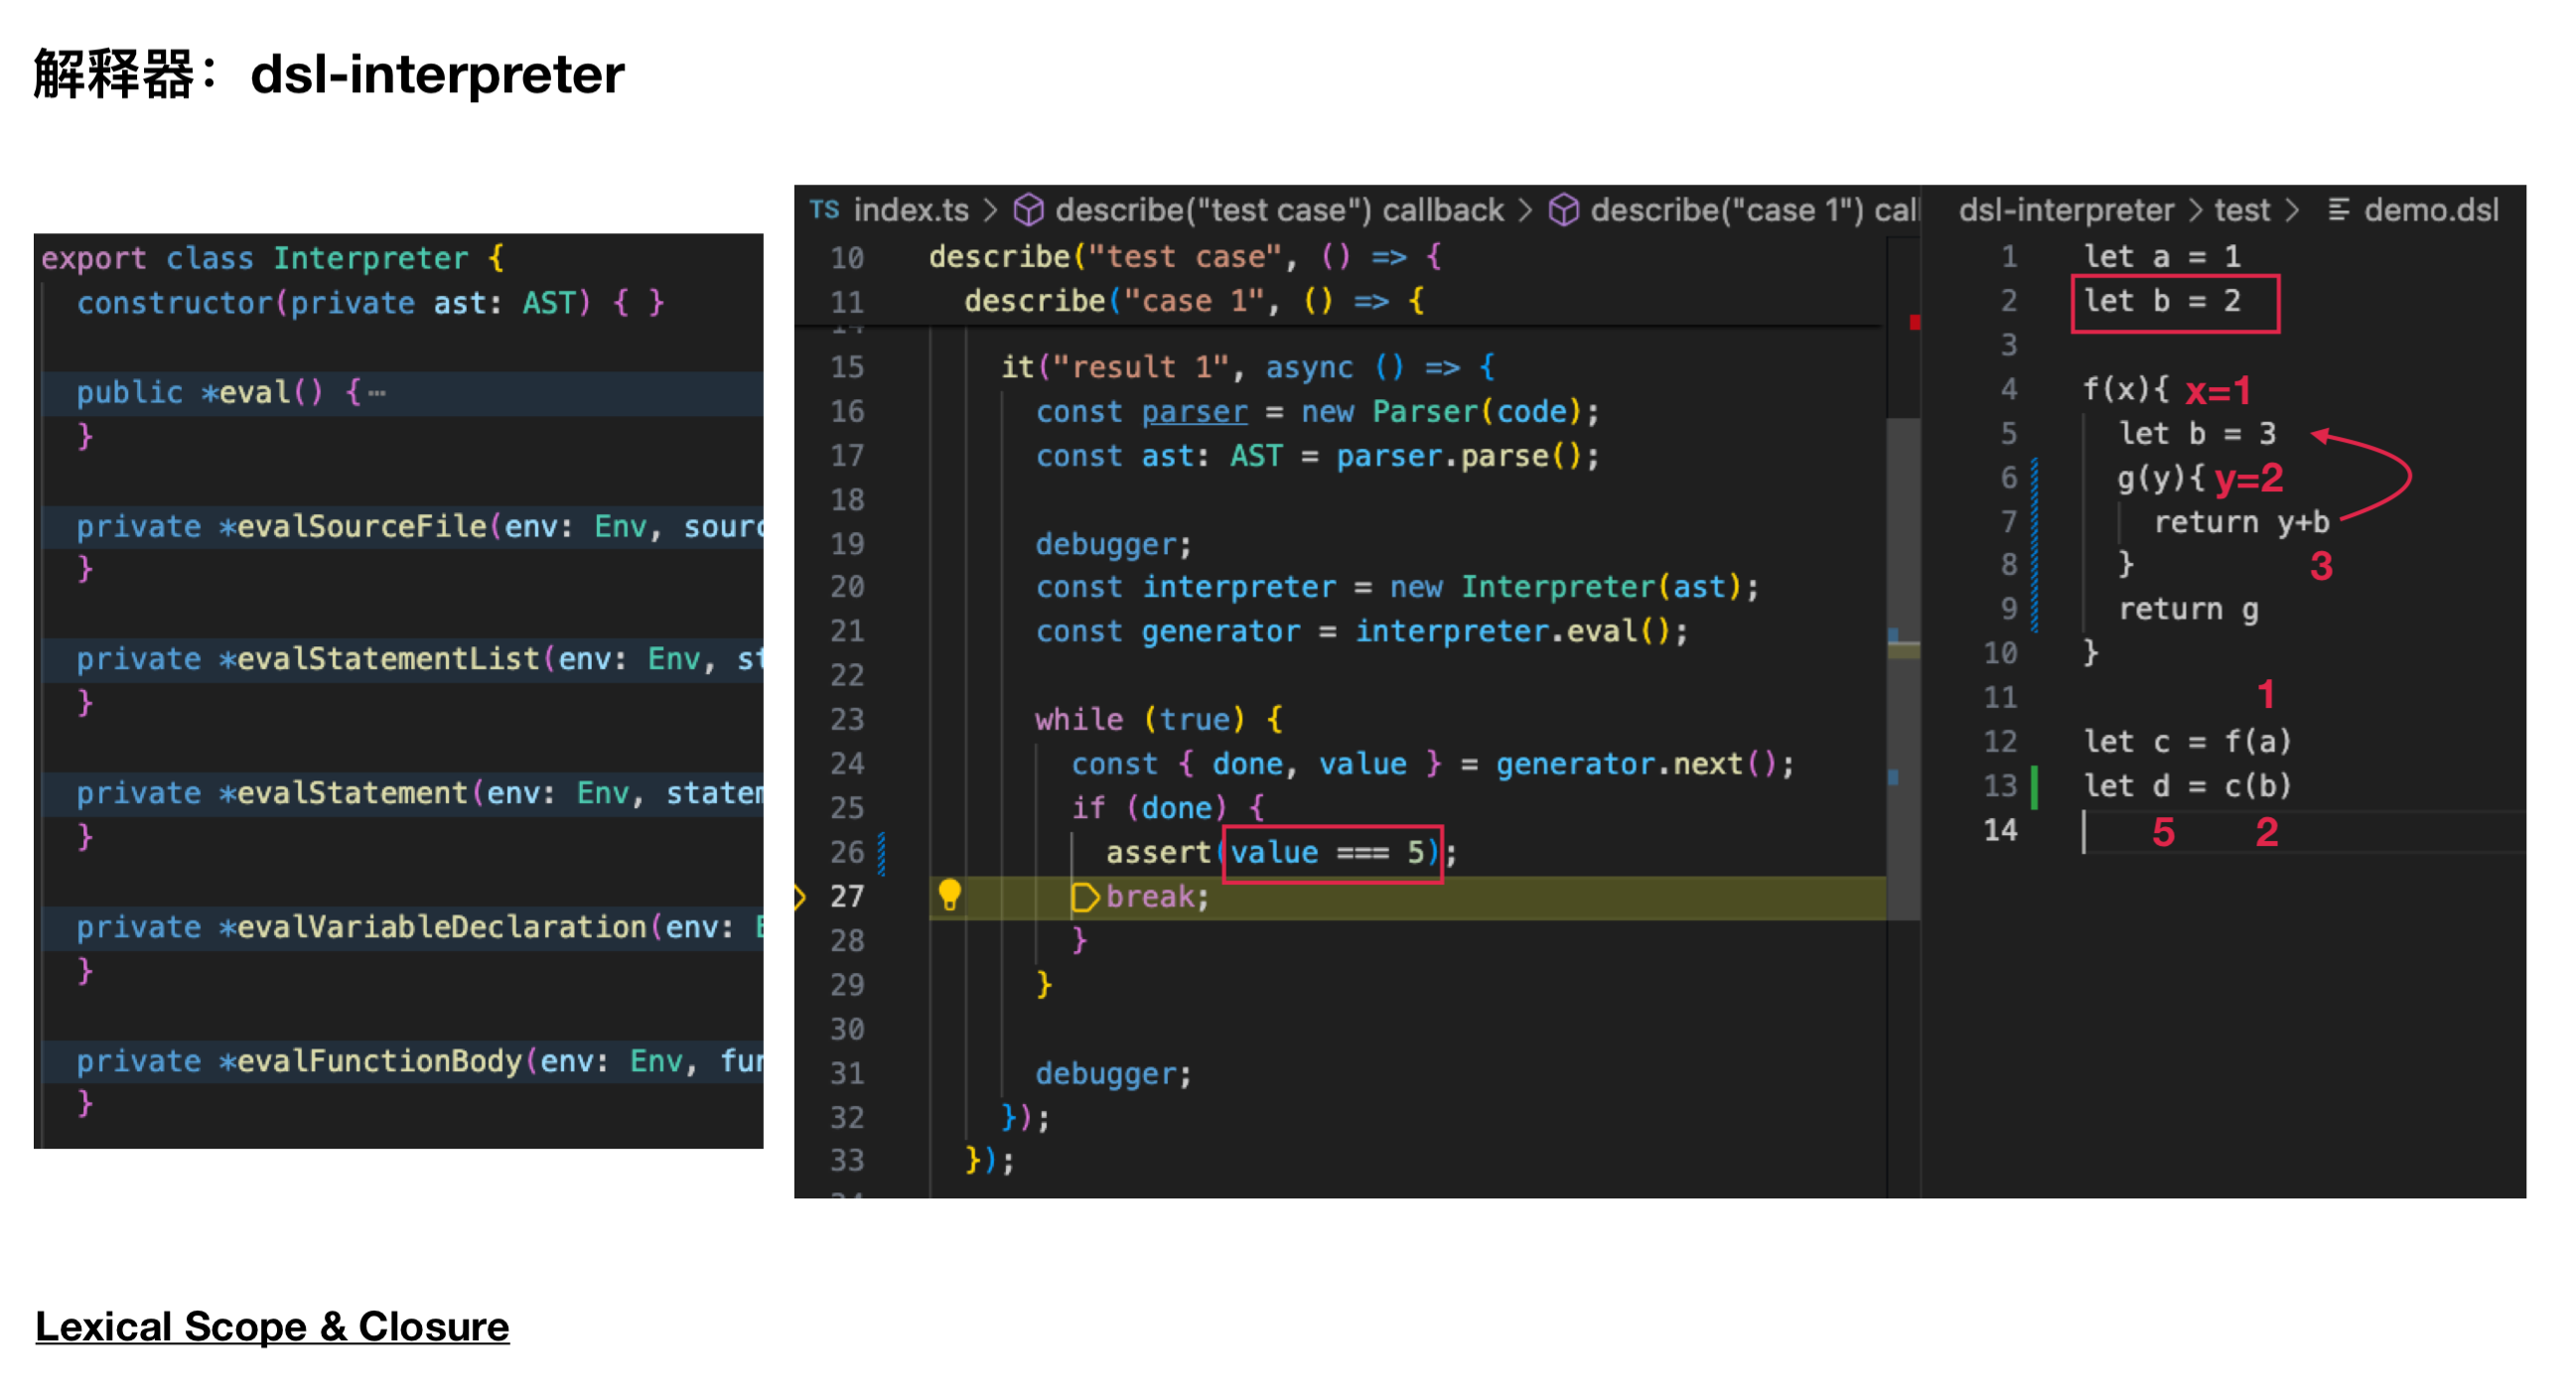 解释器：dsl-interpreter
export class Interpreter {
constructor(private ast: AST) { }
public *eval() {⋯
}
private *evalSourceFile(env: Env, sourc
}
private *evalStatementList(env: Env, st
}
private *evalStatement(env: Env, statem
}
private *evalVariableDeclaration(env: E
}
private *evalFunctionBody(env: Env, fun
}
TS index.ts > describe("test case") callback > describe("case 1") call
10 describe("test case", () => {
11 describe("case 1", () => {
15 it("result 1", async () => {
16 const parser = new Parser(code);
17 const ast: AST = parser.parse();
18
19 debugger;
20 const interpreter = new Interpreter(ast);
21 const generator = interpreter.eval();
22
23 while (true) {
24 const { done, value } = generator.next();
25 if (done) {
26 assert(value === 5);
27 break;
28 }
29 }
30
31 debugger;
32 });
33 });
dsl-interpreter > test > demo.dsl
1 let a = 1
2 let b = 2
3
4 f(x){ x=1
5 let b = 3
6 g(y){ y=2
7 return y+b
8 } 3
9 return g
10 }
11 1
12 let c = f(a)
13 let d = c(b)
14 5 2
Lexical Scope & Closure